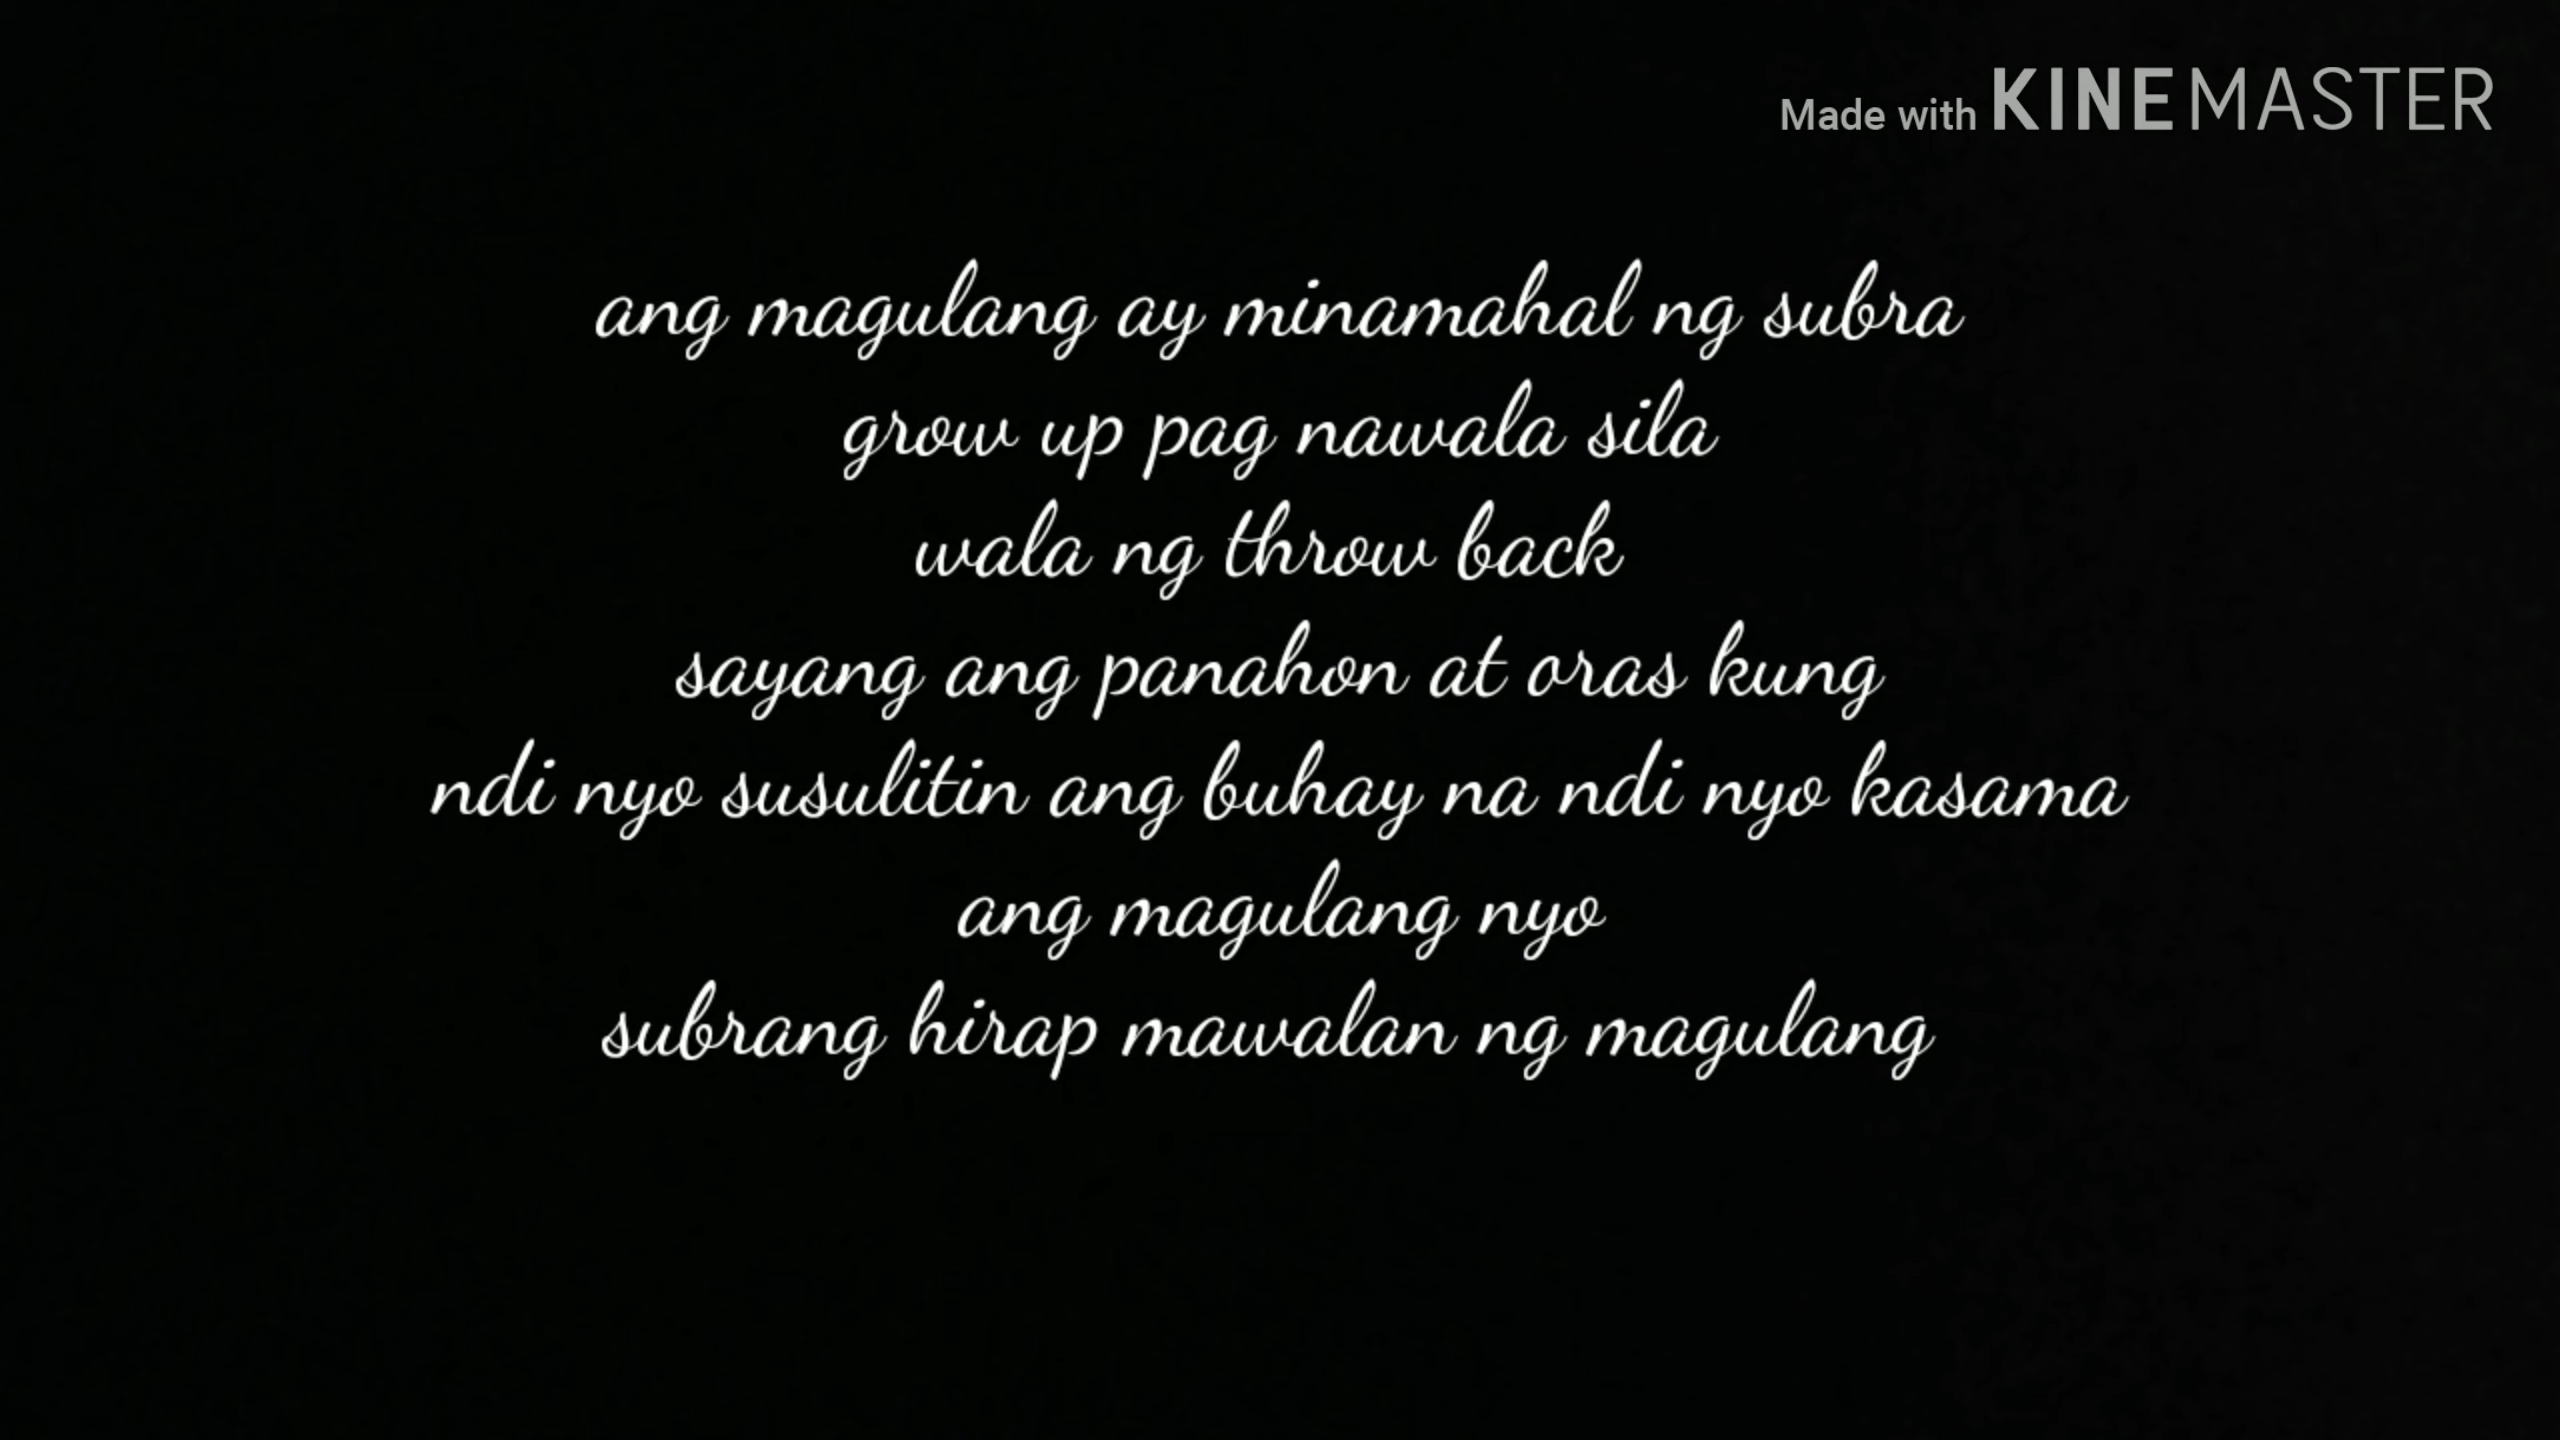 Made with KINEMASTER
ang magulang ay minamahal ng subra
grow up pag nawala sila
wala ng throw back
sayang ang panahon at oras kung
ndi nyo susulitin ang buhay na ndi nyo kasama
ang magulang nyo
subrang hirap mawalan ng magulang